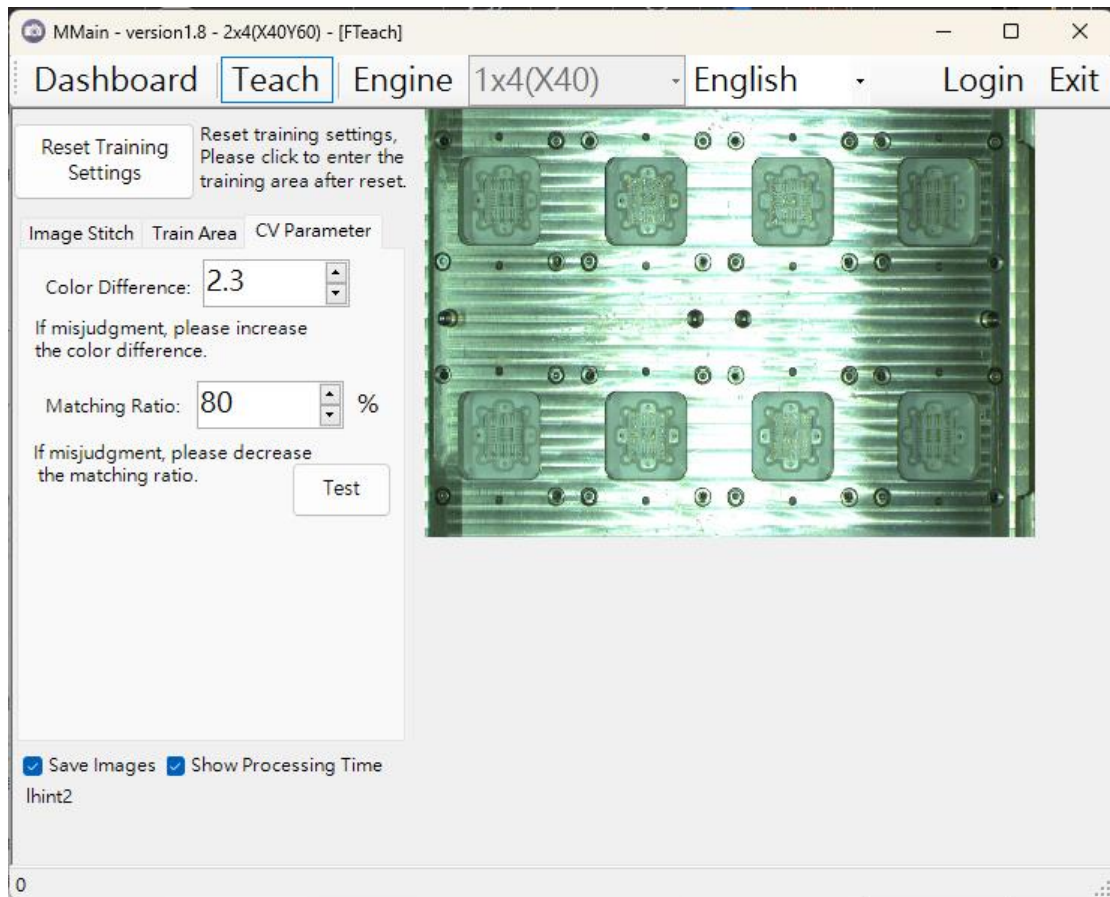 MMain - version1.8 - 2x4(X40Y60) - [FTeach]
Dashboard Teach Engine 1x4(X40) English Login Exit
Reset Training
Settings
Reset training settings,
Please click to enter the
training area after reset.
Image Stitch Train Area CV Parameter
Color Difference: 2.3
If misjudgment, please increase
the color difference.
Matching Ratio: 80 %
If misjudgment, please decrease
the matching ratio.
Test
Save Images Show Processing Time
lhint2
0